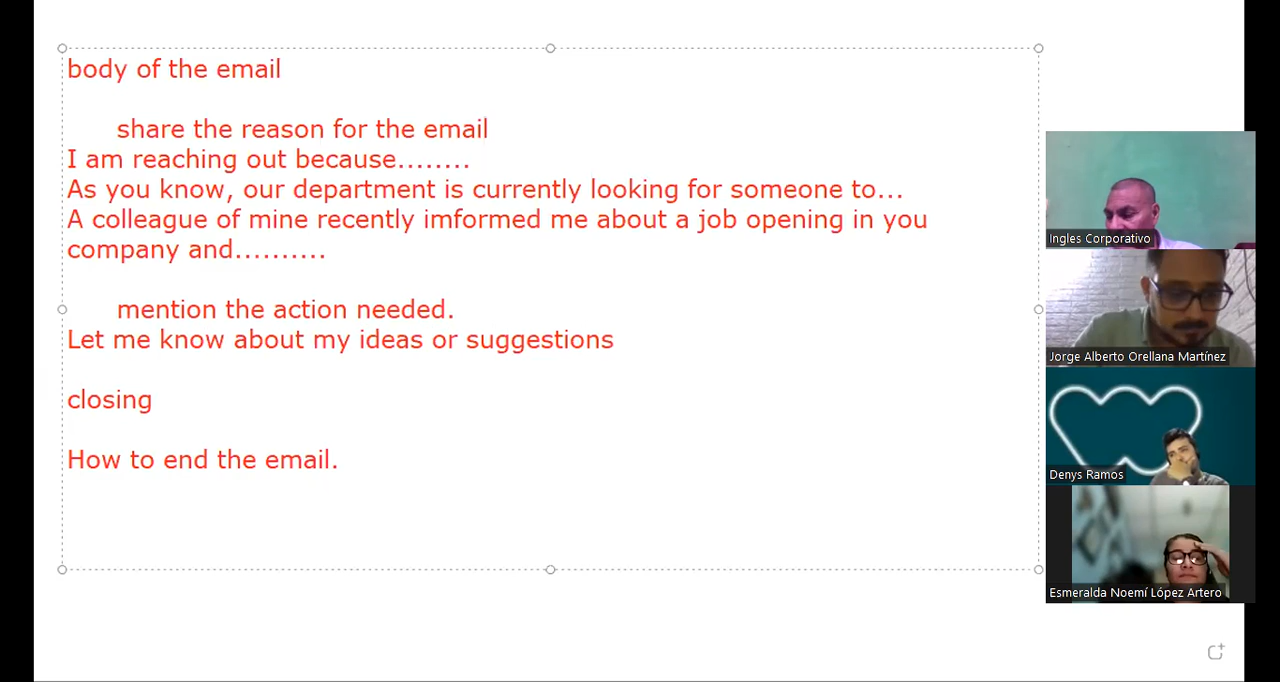 body of the email
share the reason for the email
I am reaching out because........
As you know, our department is currently looking for someone to...
A colleague of mine recently imformed me about a job opening in you
company and..........
mention the action needed.
Let me know about my ideas or suggestions
closing
How to end the email.
Ingles Corporativo
Jorge Alberto Orellana Martínez
Denys Ramos
Esmeralda Noemí López Artero